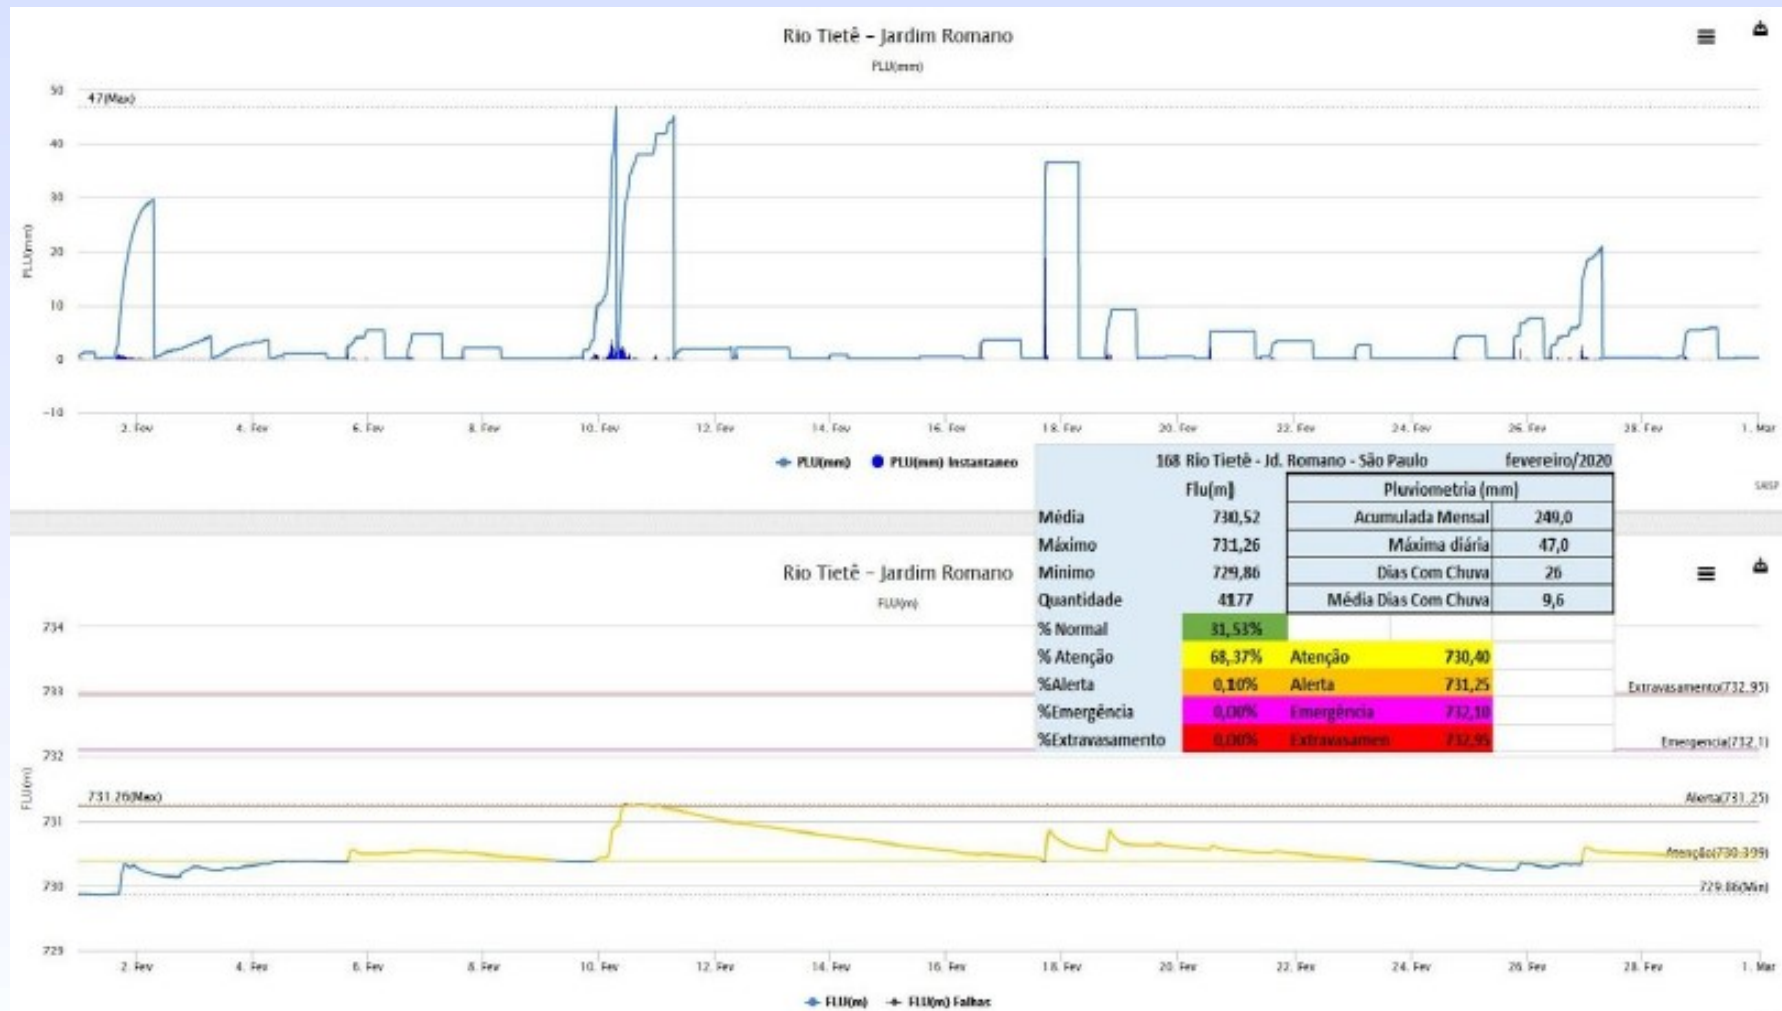 Rio Tietê - Jardim Romano
PLU(mm)
47(Max)
50
40
30
20
10
0
-10
PLU(mm)
2. Fev 4. Fev 6. Fev 8. Fev 10. Fev 12. Fev 14. Fev 16. Fev 18. Fev 20. Fev 22. Fev 24. Fev 26. Fev 28. Fev 1. Mar
PLU(mm) PLU(mm) Instantaneo
168 Rio Tietê - Jd. Romano - São Paulo fevereiro/2020
Flu(m) Pluviometria (mm)
SAISP
Média 730,52 Acumulada Mensal 249,0
Máximo 731,26 Máxima diária 47,0
Mínimo 729,86 Dias Com Chuva 26
Quantidade 4177 Média Dias Com Chuva 9,6
% Normal 31,53%
% Atenção 68,37% Atenção 730,40
%Alerta 0,10% Alerta 731,25
%Emergência 0,00% Emergência 732,10
%Extravasamento 0,00% Extravasamen 732,95
Rio Tietê - Jardim Romano
FLU(m)
734
733
732
731
730
729
FLU(m)
Extravasamento(732.95)
Emergencia(732.1)
731.26(Max)
Alerta(731.25)
Atenção(730.399)
729.86(Min)
2. Fev 4. Fev 6. Fev 8. Fev 10. Fev 12. Fev 14. Fev 16. Fev 18. Fev 20. Fev 22. Fev 24. Fev 26. Fev 28. Fev 1. Mar
FLU(m) FLU(m) Falhas